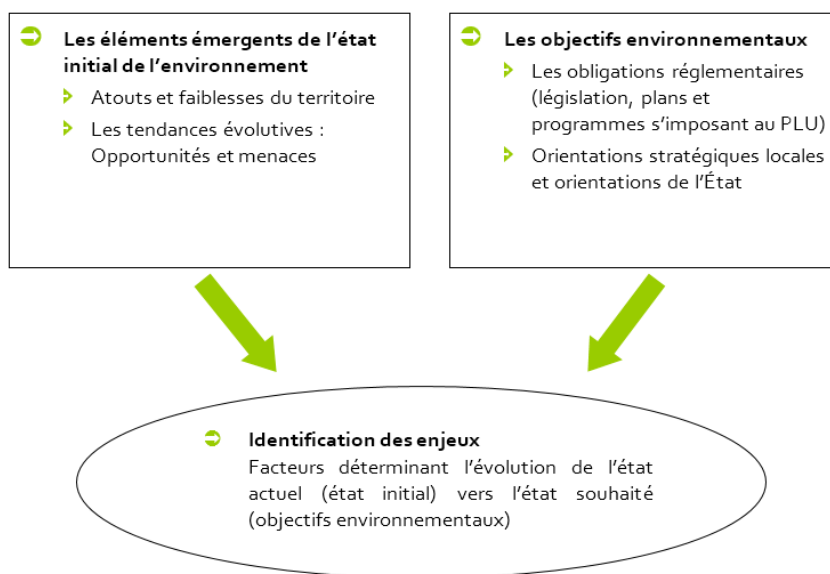 Les éléments émergents de l'état
initial de l'environnement
Atouts et faiblesses du territoire
Les tendances évolutives :
Opportunités et menaces
Les objectifs environnementaux
Les obligations réglementaires
(législation, plans et
programmes s'imposant au PLU)
Orientations stratégiques locales
et orientations de l'État
Identification des enjeux
Facteurs déterminant l'évolution de l'état
actuel (état initial) vers l'état souhaité
(objectifs environnementaux)